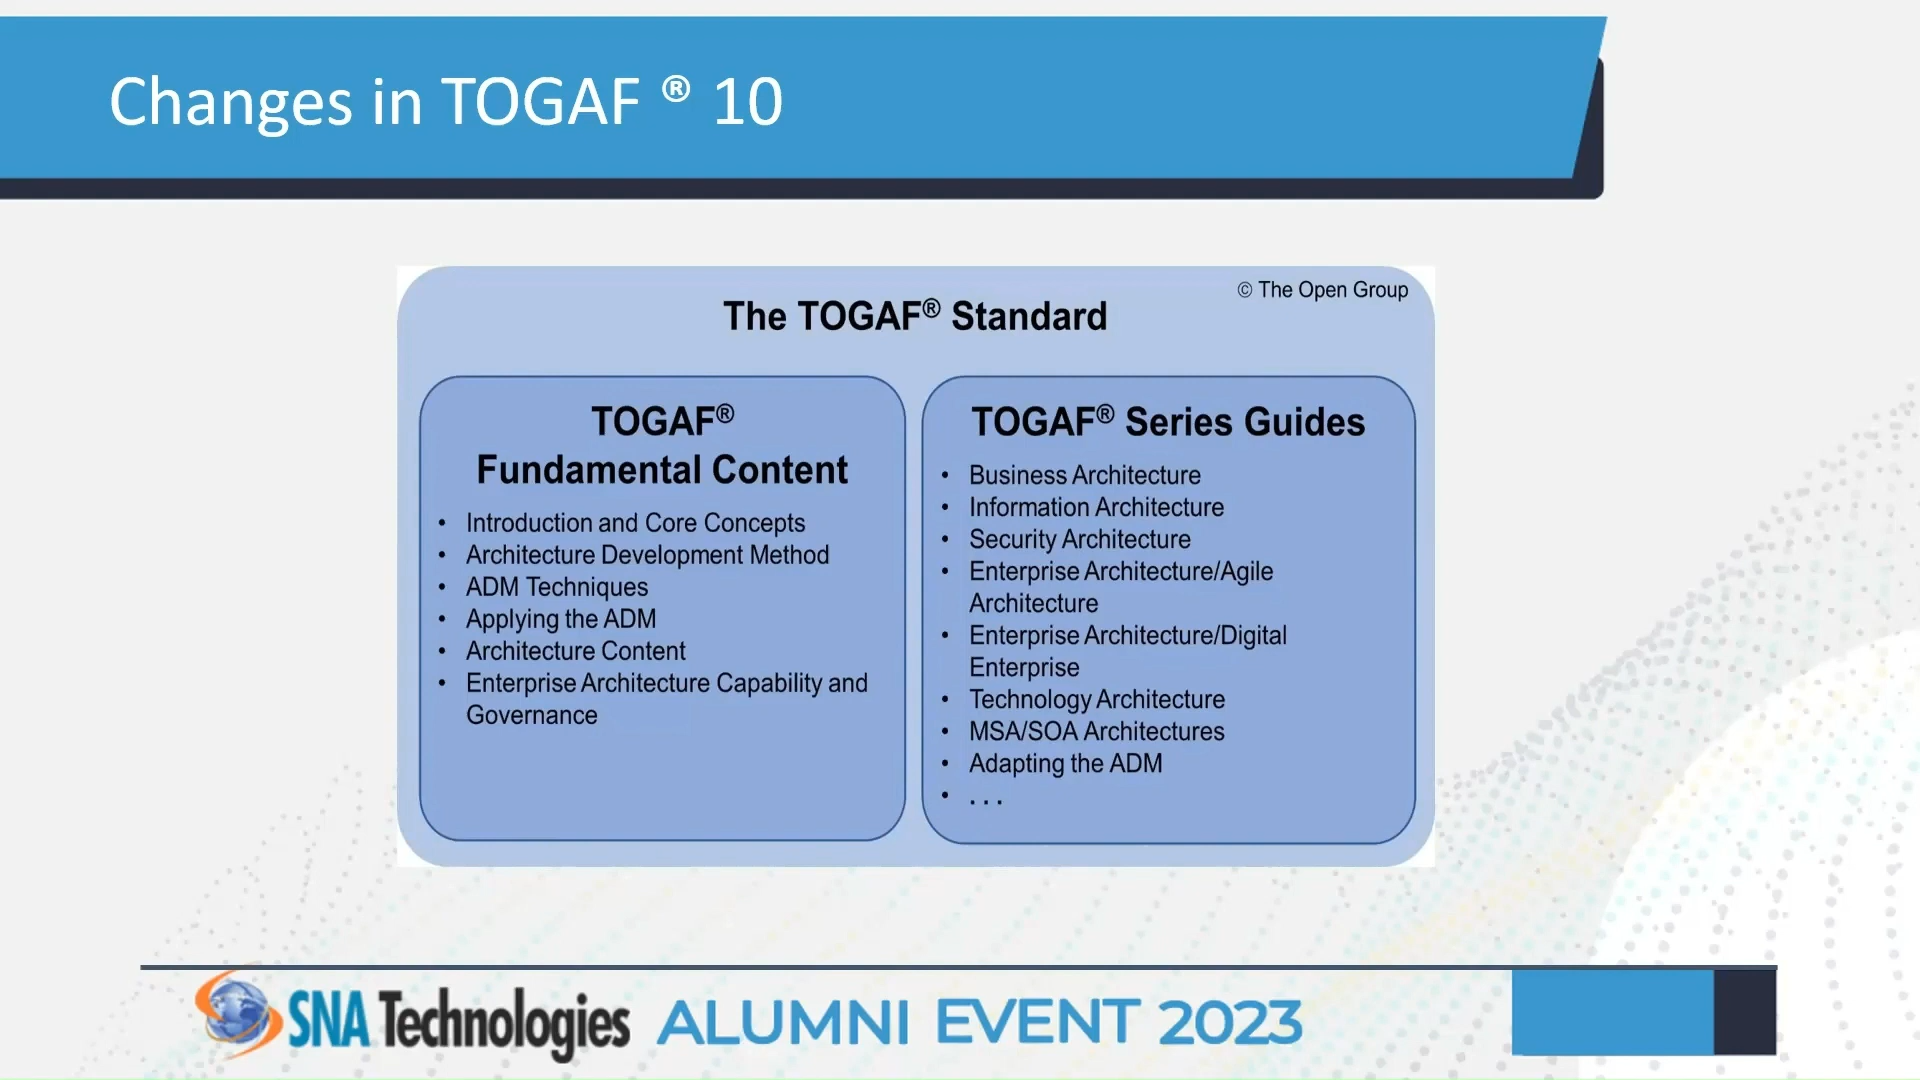 Changes in TOGAF ® 10
© The Open Group
The TOGAF® Standard
TOGAF®
Fundamental Content
• Introduction and Core Concepts
• Architecture Development Method
• ADM Techniques
• Applying the ADM
• Architecture Content
• Enterprise Architecture Capability and
Governance
TOGAF® Series Guides
• Business Architecture
• Information Architecture
• Security Architecture
• Enterprise Architecture/Agile
Architecture
• Enterprise Architecture/Digital
Enterprise
• Technology Architecture
• MSA/SOA Architectures
• Adapting the ADM
• . . .
SNA Technologies ALUMNI EVENT 2023